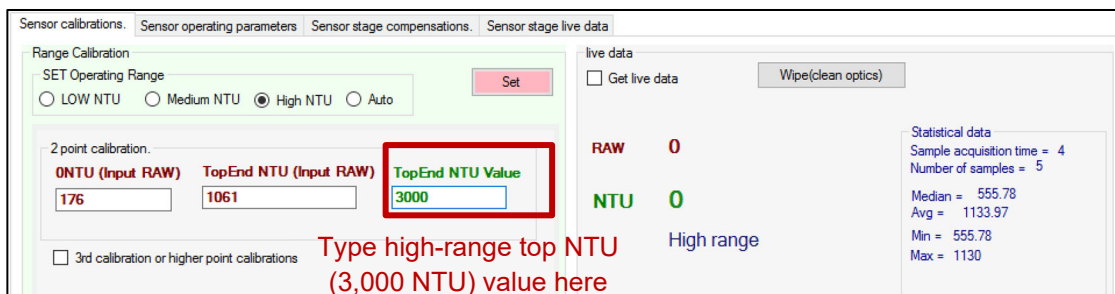 Sensor calibrations. Sensor operating parameters Sensor stage compensations. Sensor stage live data
Range Calibration
SET Operating Range
LOW NTU Medium NTU High NTU Auto
Set
2 point calibration.
0NTU (Input RAW) TopEnd NTU (Input RAW) TopEnd NTU Value
176 1061 3000
3rd calibration or higher point calibrations
Type high-range top NTU
(3,000 NTU) value here
live data
Get live data Wipe(clean optics)
RAW 0
NTU 0
High range
Statistical data
Sample acquisition time = 4
Number of samples = 5
Median = 555.78
Avg = 1133.97
Min = 555.78
Max = 1130